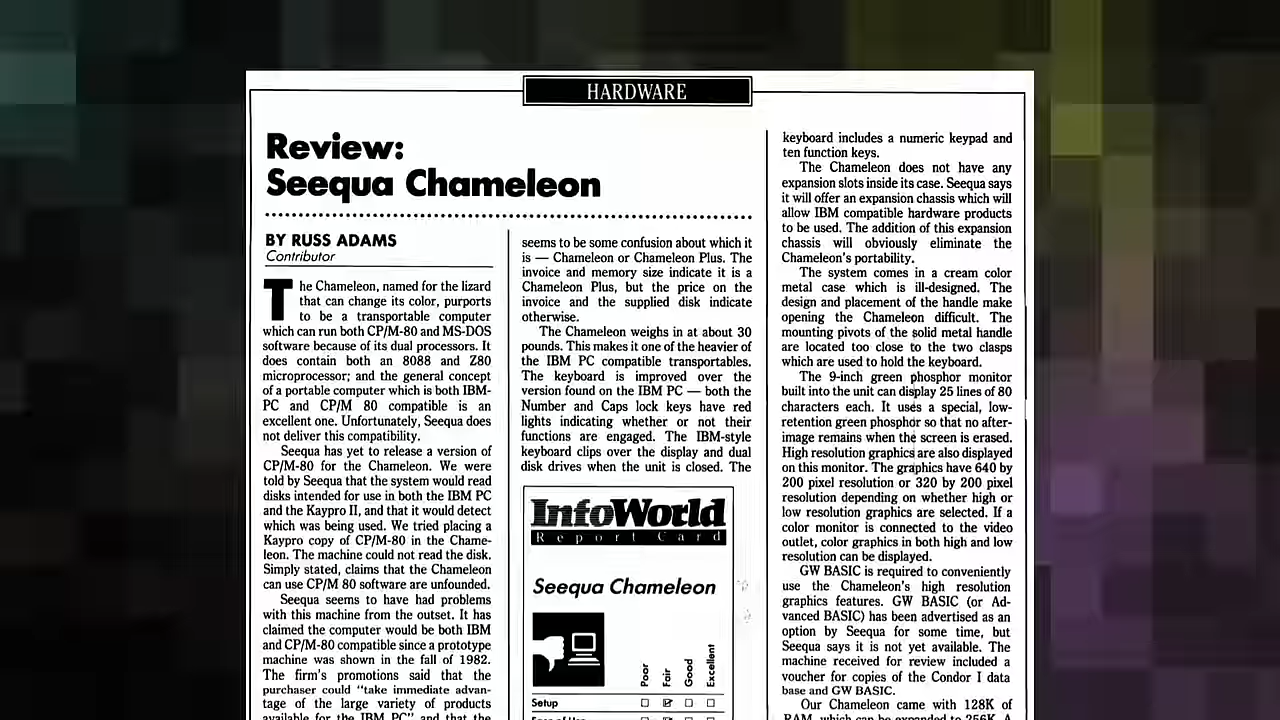 HARDWARE
Review:
Seequa Chameleon
BY RUSS ADAMS
Contributor
The Chameleon, named for the lizard
that can change its color, purports
to be a transportable computer
which can run both CP/M-80 and MS-DOS
software because of its dual processors. It
does contain both an 8088 and Z80
microprocessor; and the general concept
of a portable computer which is both IBM-
PC and CP/M 80 compatible is an
excellent one. Unfortunately, Seequa does
not deliver this compatibility.
Seequa has yet to release a version of
CP/M-80 for the Chameleon. We were
told by Seequa that the system would read
disks intended for use in both the IBM PC
and the Kaypro II, and that it would detect
which was being used. We tried placing a
Kaypro copy of CP/M-80 in the Chame-
leon. The machine could not read the disk.
Simply stated, claims that the Chameleon
can use CP/M 80 software are unfounded.
Seequa seems to have had problems
with this machine from the outset. It has
claimed the computer would be both IBM
and CP/M-80 compatible since a prototype
machine was shown in the fall of 1982.
The firm's promotions said that the
purchaser could "take immediate advan-
tage of the large variety of products
available for the IBM PC" and that the
seems to be some confusion about which it
is — Chameleon or Chameleon Plus. The
invoice and memory size indicate it is a
Chameleon Plus, but the price on the
invoice and the supplied disk indicate
otherwise.
The Chameleon weighs in at about 30
pounds. This makes it one of the heavier of
the IBM PC compatible transportables.
The keyboard is improved over the
version found on the IBM PC — both the
Number and Caps lock keys have red
lights indicating whether or not their
functions are engaged. The IBM-style
keyboard clips over the display and dual
disk drives when the unit is closed. The
InfoWorld
Report Card
Seequa Chameleon
Poor
Fair
Good
Excellent
Setup
Ease of Use
keyboard includes a numeric keypad and
ten function keys.
The Chameleon does not have any
expansion slots inside its case. Seequa says
it will offer an expansion chassis which will
allow IBM compatible hardware products
to be used. The addition of this expansion
chassis will obviously eliminate the
Chameleon's portability.
The system comes in a cream color
metal case which is ill-designed. The
design and placement of the handle make
opening the Chameleon difficult. The
mounting pivots of the solid metal handle
are located too close to the two clasps
which are used to hold the keyboard.
The 9-inch green phosphor monitor
built into the unit can display 25 lines of 80
characters each. It uses a special, low-
retention green phosphor so that no after-
image remains when the screen is erased.
High resolution graphics are also displayed
on this monitor. The graphics have 640 by
200 pixel resolution or 320 by 200 pixel
resolution depending on whether high or
low resolution graphics are selected. If a
color monitor is connected to the video
outlet, color graphics in both high and low
resolution can be displayed.
GW BASIC is required to conveniently
use the Chameleon's high resolution
graphics features. GW BASIC (or Ad-
vanced BASIC) has been advertised as an
option by Seequa for some time, but
Seequa says it is not yet available. The
machine received for review included a
voucher for copies of the Condor I data
base and GW BASIC.
Our Chameleon came with 128K of
RAM, which can be expanded to 256K. A